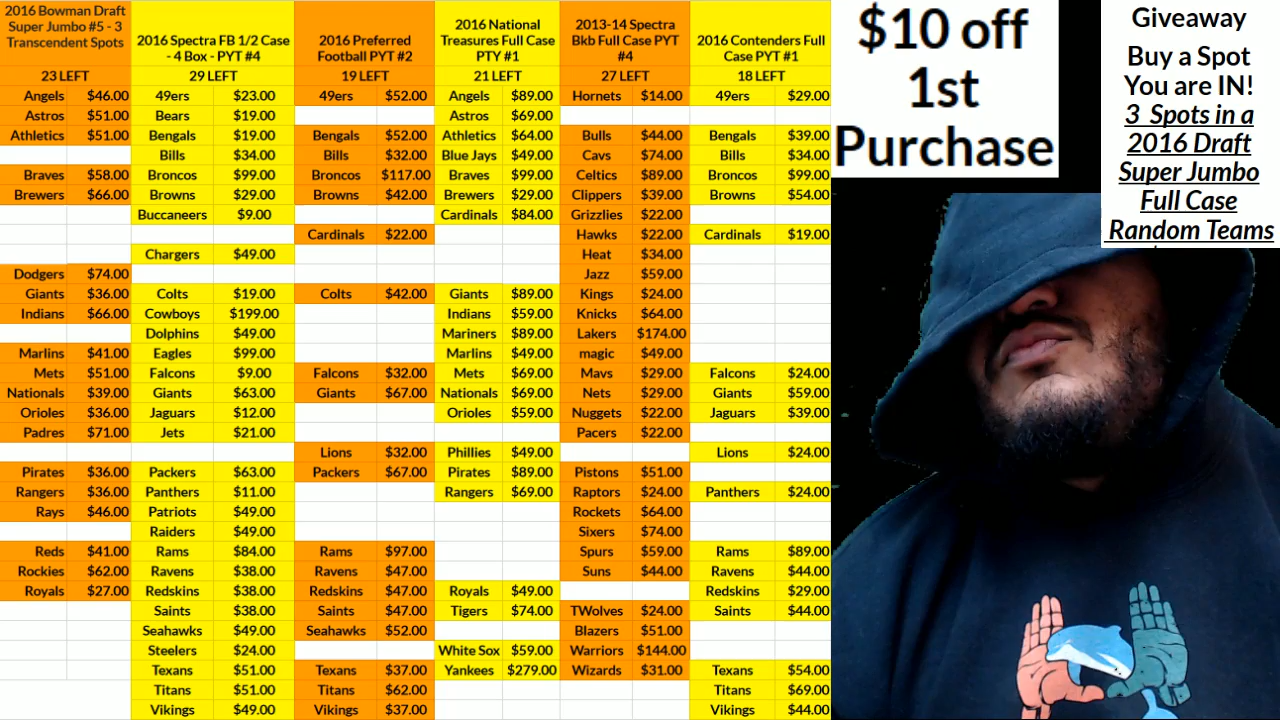 2016 Bowman Draft
Super Jumbo #5 - 3
Transcendent Spots
23 LEFT
Angels $46.00
Astros $51.00
Athletics $51.00
Braves $58.00
Brewers $66.00
Dodgers $74.00
Giants $36.00
Indians $66.00
Marlins $41.00
Mets $51.00
Nationals $39.00
Orioles $36.00
Padres $71.00
Pirates $36.00
Rangers $36.00
Rays $46.00
Reds $41.00
Rockies $62.00
Royals $27.00
2016 Spectra FB 1/2 Case
- 4 Box - PYT #4
29 LEFT
49ers $23.00
Bears $19.00
Bengals $19.00
Bills $34.00
Broncos $99.00
Browns $29.00
Buccaneers $9.00
Chargers $49.00
Colts $19.00
Cowboys $199.00
Dolphins $49.00
Eagles $99.00
Falcons $9.00
Giants $63.00
Jaguars $12.00
Jets $21.00
Packers $63.00
Panthers $11.00
Patriots $49.00
Raiders $49.00
Rams $84.00
Ravens $38.00
Redskins $38.00
Saints $38.00
Seahawks $49.00
Steelers $24.00
Texans $51.00
Titans $51.00
Vikings $49.00
2016 Preferred
Football PYT #2
19 LEFT
49ers $52.00
Bengals $52.00
Bills $32.00
Broncos $117.00
Browns $42.00
Cardinals $22.00
Colts $42.00
Falcons $32.00
Giants $67.00
Lions $32.00
Packers $67.00
Rams $97.00
Ravens $47.00
Redskins $47.00
Saints $47.00
Seahawks $52.00
Texans $37.00
Titans $62.00
Vikings $37.00
2016 National
Treasures Full Case
PTY #1
21 LEFT
Angels $89.00
Astros $69.00
Athletics $64.00
Blue Jays $49.00
Braves $99.00
Brewers $29.00
Cardinals $84.00
Giants $89.00
Indians $59.00
Mariners $89.00
Marlins $49.00
Mets $69.00
Nationals $69.00
Orioles $59.00
Phillies $49.00
Pirates $89.00
Rangers $69.00
Royals $49.00
Tigers $74.00
White Sox $59.00
Yankees $279.00
2013-14 Spectra
Bkb Full Case PYT
#4
27 LEFT
Hornets $14.00
Bulls $44.00
Cavs $74.00
Celtics $89.00
Clippers $39.00
Grizzlies $22.00
Hawks $22.00
Heat $34.00
Jazz $59.00
Kings $24.00
Knicks $64.00
Lakers $174.00
magic $49.00
Mavs $29.00
Nets $29.00
Nuggets $22.00
Pacers $22.00
Pistons $51.00
Raptors $24.00
Rockets $64.00
Sixers $74.00
Spurs $59.00
Suns $44.00
TWolves $24.00
Blazers $51.00
Warriors $144.00
Wizards $31.00
2016 Contenders Full
Case PYT #1
18 LEFT
49ers $29.00
Bengals $39.00
Bills $34.00
Broncos $99.00
Browns $54.00
Cardinals $19.00
Falcons $24.00
Giants $59.00
Jaguars $39.00
Lions $24.00
Panthers $24.00
Rams $89.00
Ravens $44.00
Redskins $29.00
Saints $44.00
Texans $54.00
Titans $69.00
Vikings $44.00
$10 off
1st
Purchase
Giveaway
Buy a Spot
You are IN!
3 Spots in a
2016 Draft
Super Jumbo
Full Case
Random Teams